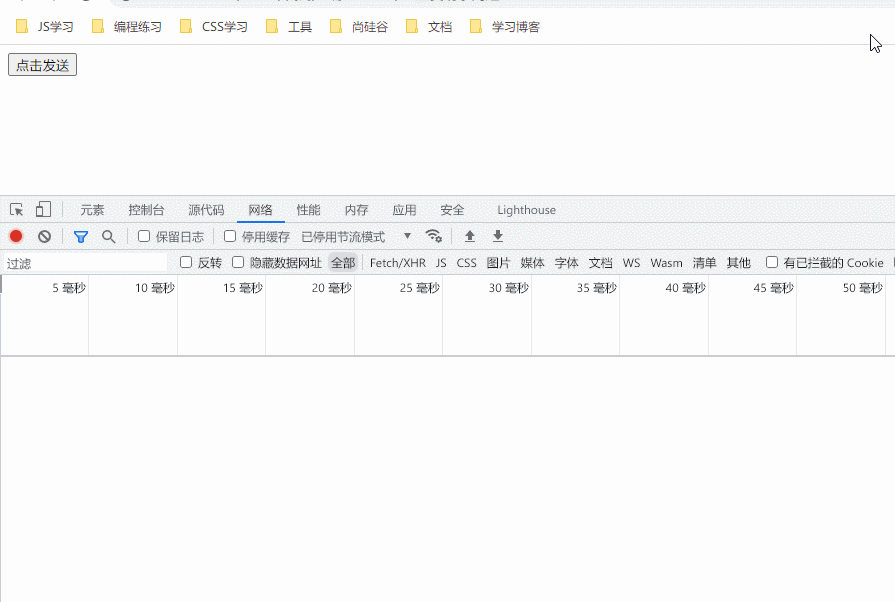 JS学习 编程练习 CSS学习 工具 尚硅谷 文档 学习博客
点击发送
元素 控制台 源代码 网络 性能 内存 应用 安全 Lighthouse
保留日志 停用缓存 已停用节流模式
过滤 反转 隐藏数据网址 全部 Fetch/XHR JS CSS 图片 媒体 字体 文档 WS Wasm 清单 其他 有已拦截的 Cookie
5 毫秒 10 毫秒 15 毫秒 20 毫秒 25 毫秒 30 毫秒 35 毫秒 40 毫秒 45 毫秒 50 毫秒